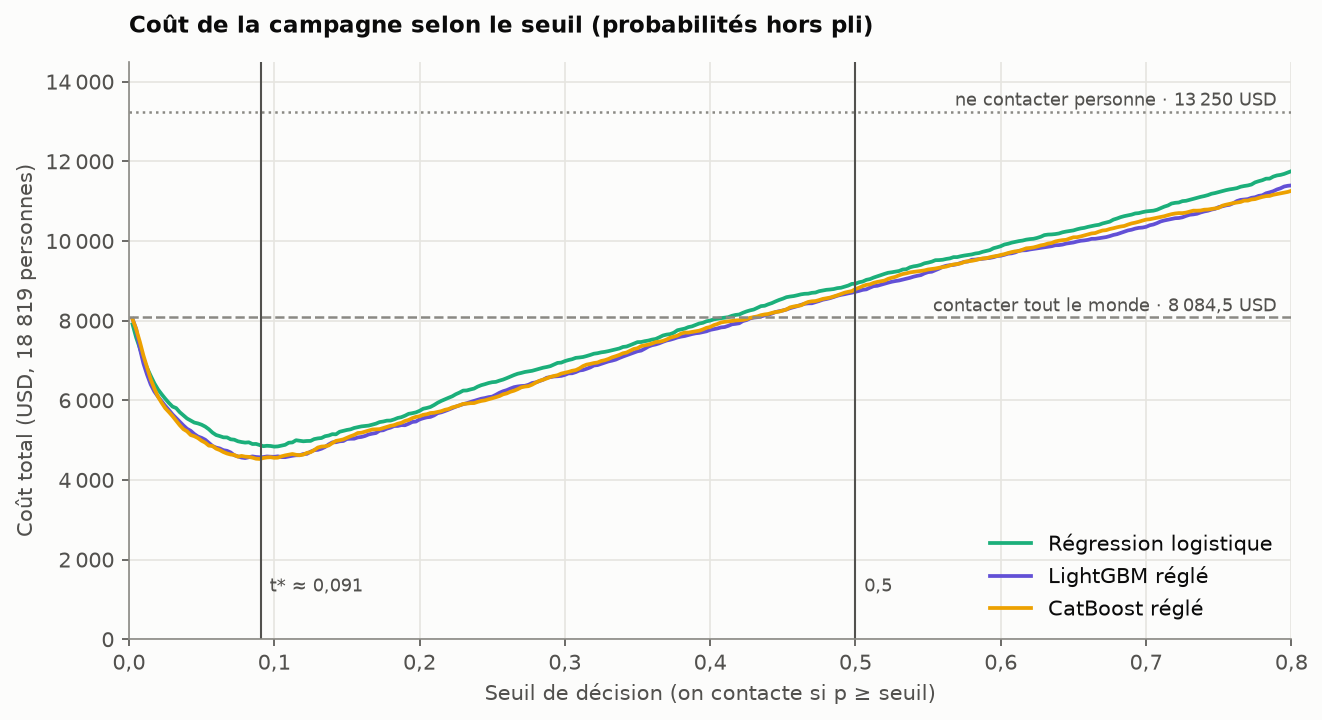 Coût de la campagne selon le seuil (probabilités hors pli)
Coût total (USD, 18 819 personnes)
14 000
12 000
10 000
8 000
6 000
4 000
2 000
0
ne contacter personne · 13 250 USD
contacter tout le monde · 8 084,5 USD
t* ≈ 0,091
0,5
Régression logistique
LightGBM réglé
CatBoost réglé
0,0
0,1
0,2
0,3
0,4
0,5
0,6
0,7
0,8
Seuil de décision (on contacte si p ≥ seuil)